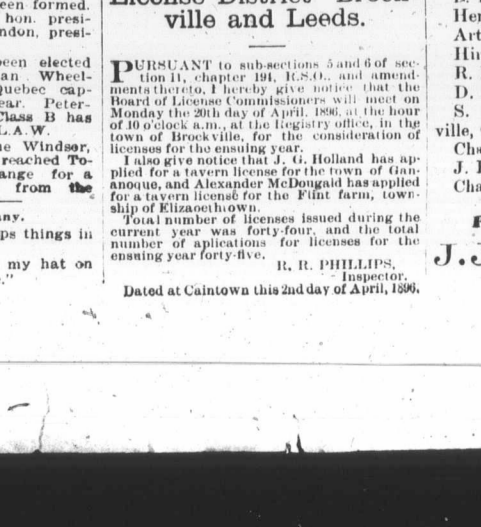 een formed.
hon. presi-
ndon, presi-
een elected
an Wheel-
Quebec cap-
ear. Peter-
Class B has
L.A.W.
e Windsor,
reached To-
ange for a
from the
ny.
ps things in
my hat on
."
License District Brock-
ville and Leeds.
PURSUANT to sub-sections 5 and 6 of sec-
tion 11, chapter 194, R.S.O., and amend-
ments thereto, I hereby give notice that the
Board of License Commissioners will meet on
Monday the 20th day of April, 1896, at the hour
of 10 o'clock a.m., at the Registry office, in the
town of Brockville, for the consideration of
licenses for the ensuing year.
I also give notice that J. G. Holland has ap-
plied for a tavern license for the town of Gan-
anoque, and Alexander McDougald has applied
for a tavern license for the Flint farm, town-
ship of Elizaoethtown.
Total number of licenses issued during the
current year was forty-four, and the total
number of aplications for licenses for the
ensuing year forty-five.
R. R. PHILLIPS,
Inspector.
Dated at Caintown this 2nd day of April, 1896.
Her
Art
Hin
R.
D.
S.
ville,
Cha
J.
Cha
J.J